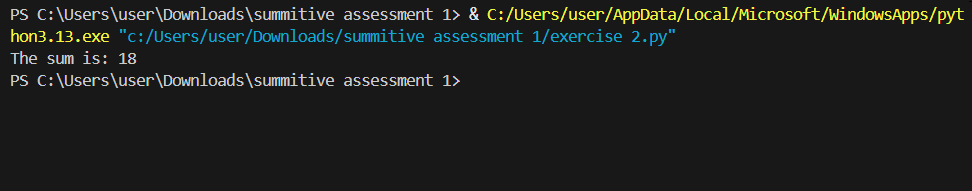 PS C:\Users\user\Downloads\summitive assessment 1> & C:/Users/user/AppData/Local/Microsoft/WindowsApps/pyt
hon3.13.exe "c:/Users/user/Downloads/summitive assessment 1/exercise 2.py"
The sum is: 18
PS C:\Users\user\Downloads\summitive assessment 1>